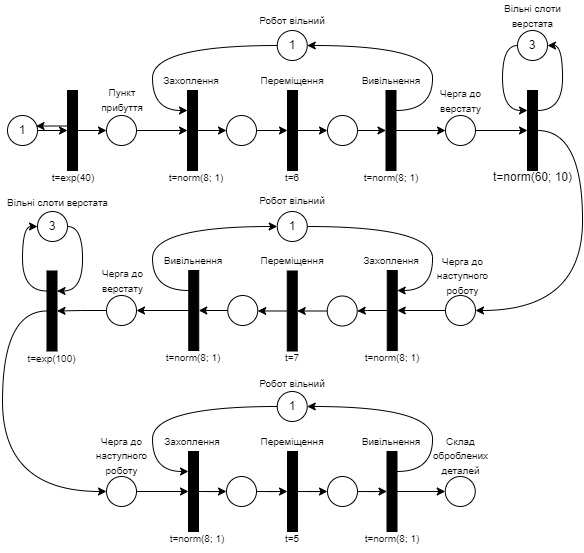 Вільні слоти
верстата
Робот вільний
1
3
Захоплення
Переміщення
Вивільнення
Пункт
прибуття
Черга до
верстату
1
t=exp(40)
t=norm(8; 1)
t=6
t=norm(8; 1)
t=norm(60; 10)
Вільні слоти верстата
Робот вільний
3
1
Черга до
верстату
Вивільнення
Переміщення
Захоплення
Черга до
наступного
роботу
t=exp(100)
t=norm(8; 1)
t=7
t=norm(8; 1)
Робот вільний
1
Черга до
наступного
роботу
Захоплення
Переміщення
Вивільнення
Склад
оброблених
деталей
t=norm(8; 1)
t=5
t=norm(8; 1)